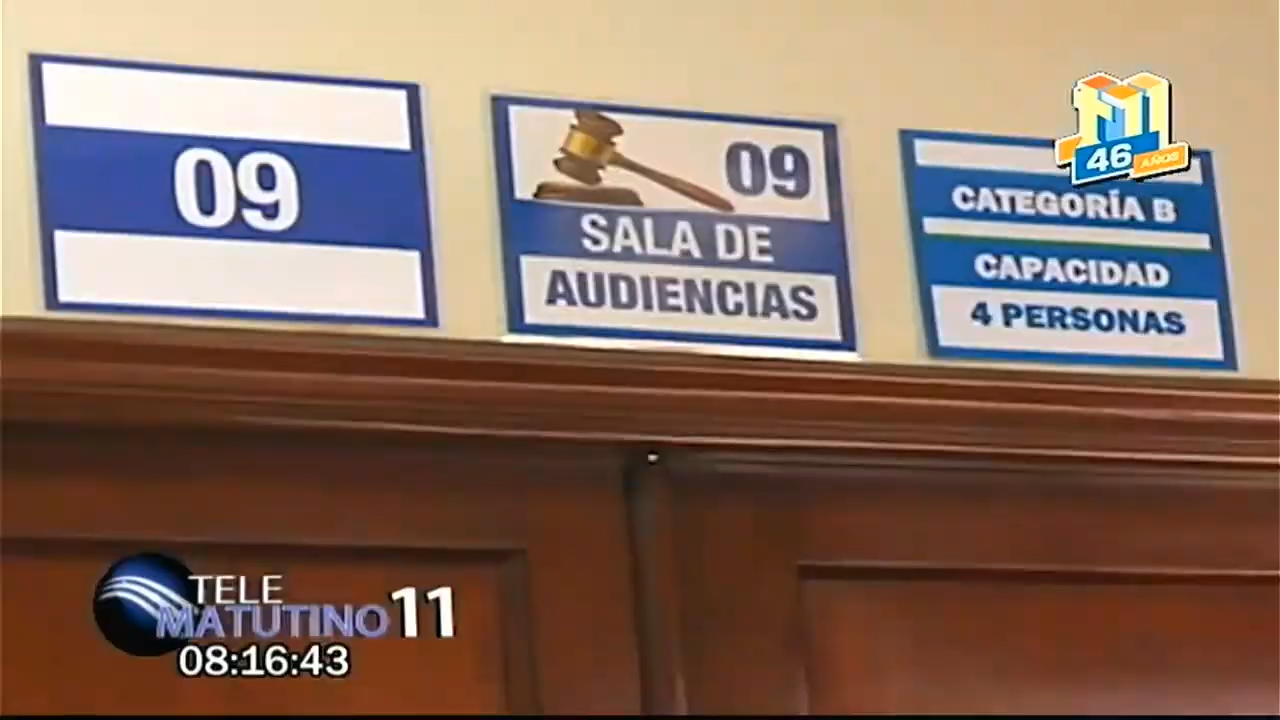 09
09
SALA DE
AUDIENCIAS
CATEGORÍA B
CAPACIDAD
4 PERSONAS
46 AÑOS
TELE
MATUTINO 11
08:16:43